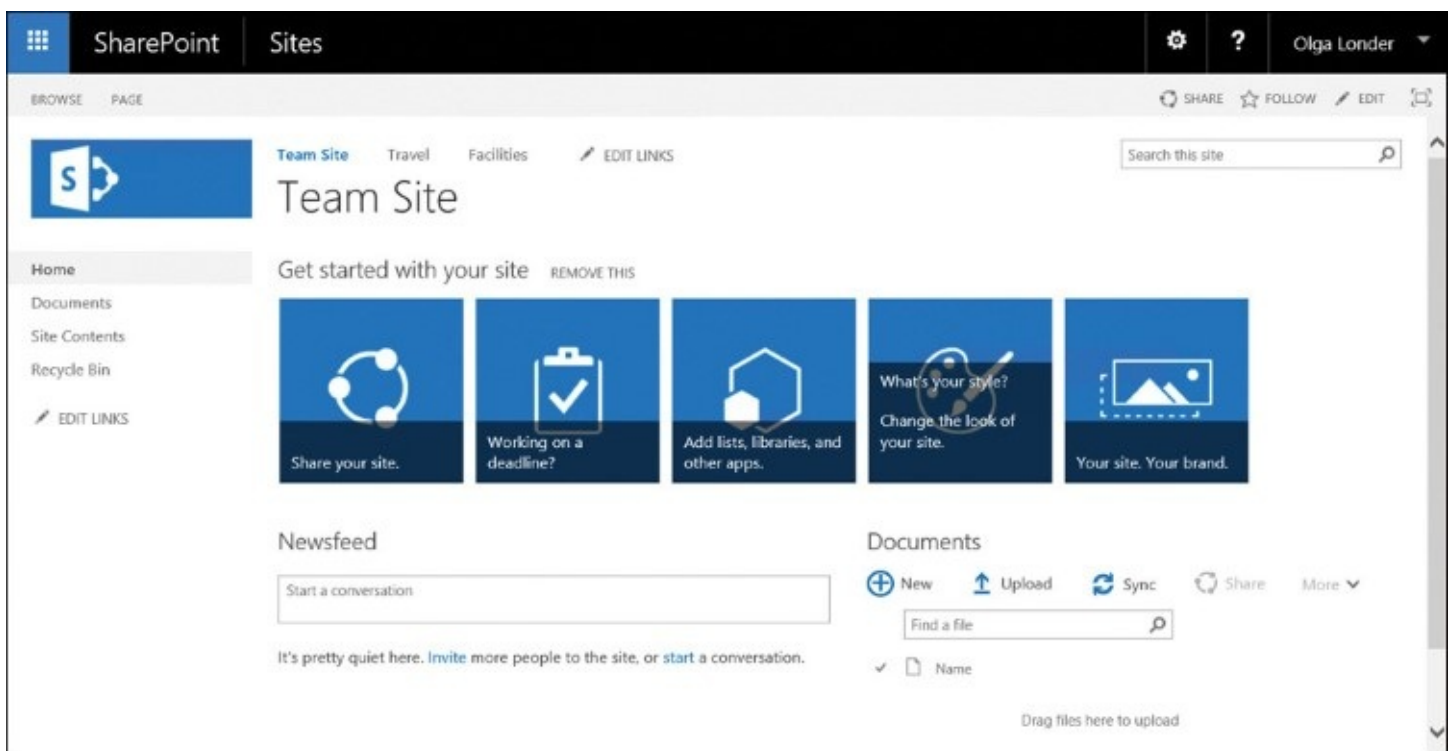 SharePoint Sites ? Olga Londer
BROWSE PAGE SHARE FOLLOW EDIT
S
Team Site Travel Facilities EDIT LINKS
Search this site
Team Site
Home
Documents
Site Contents
Recycle Bin
EDIT LINKS
Get started with your site REMOVE THIS
Share your site.
Working on a
deadline?
Add lists, libraries, and
other apps.
What's your style?
Change the look of
your site.
Your site. Your brand.
Newsfeed
Start a conversation
It's pretty quiet here. Invite more people to the site, or start a conversation.
Documents
New Upload Sync Share More
Find a file
Name
Drag files here to upload